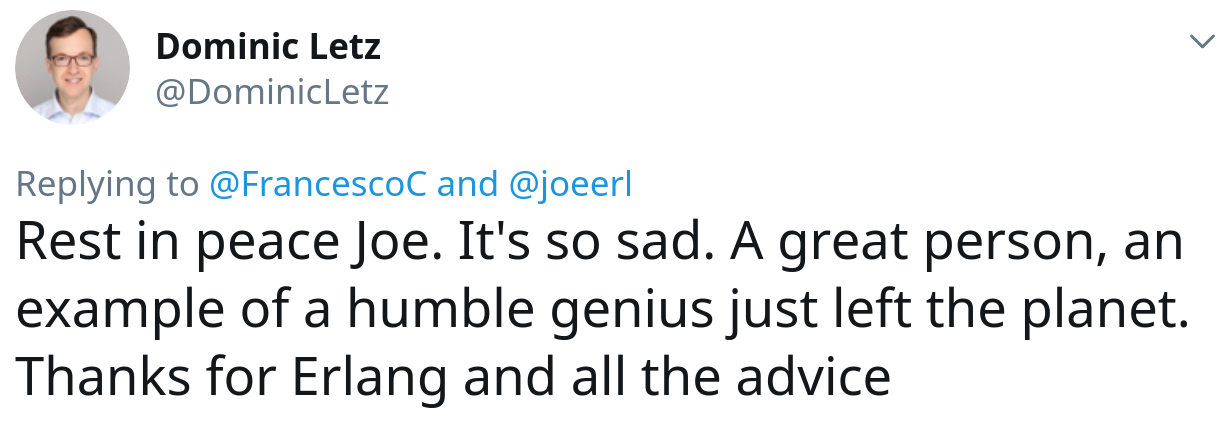 Dominic Letz
@DominicLetz
Replying to @FrancescoC and @joeerl
Rest in peace Joe. It's so sad. A great person, an
example of a humble genius just left the planet.
Thanks for Erlang and all the advice